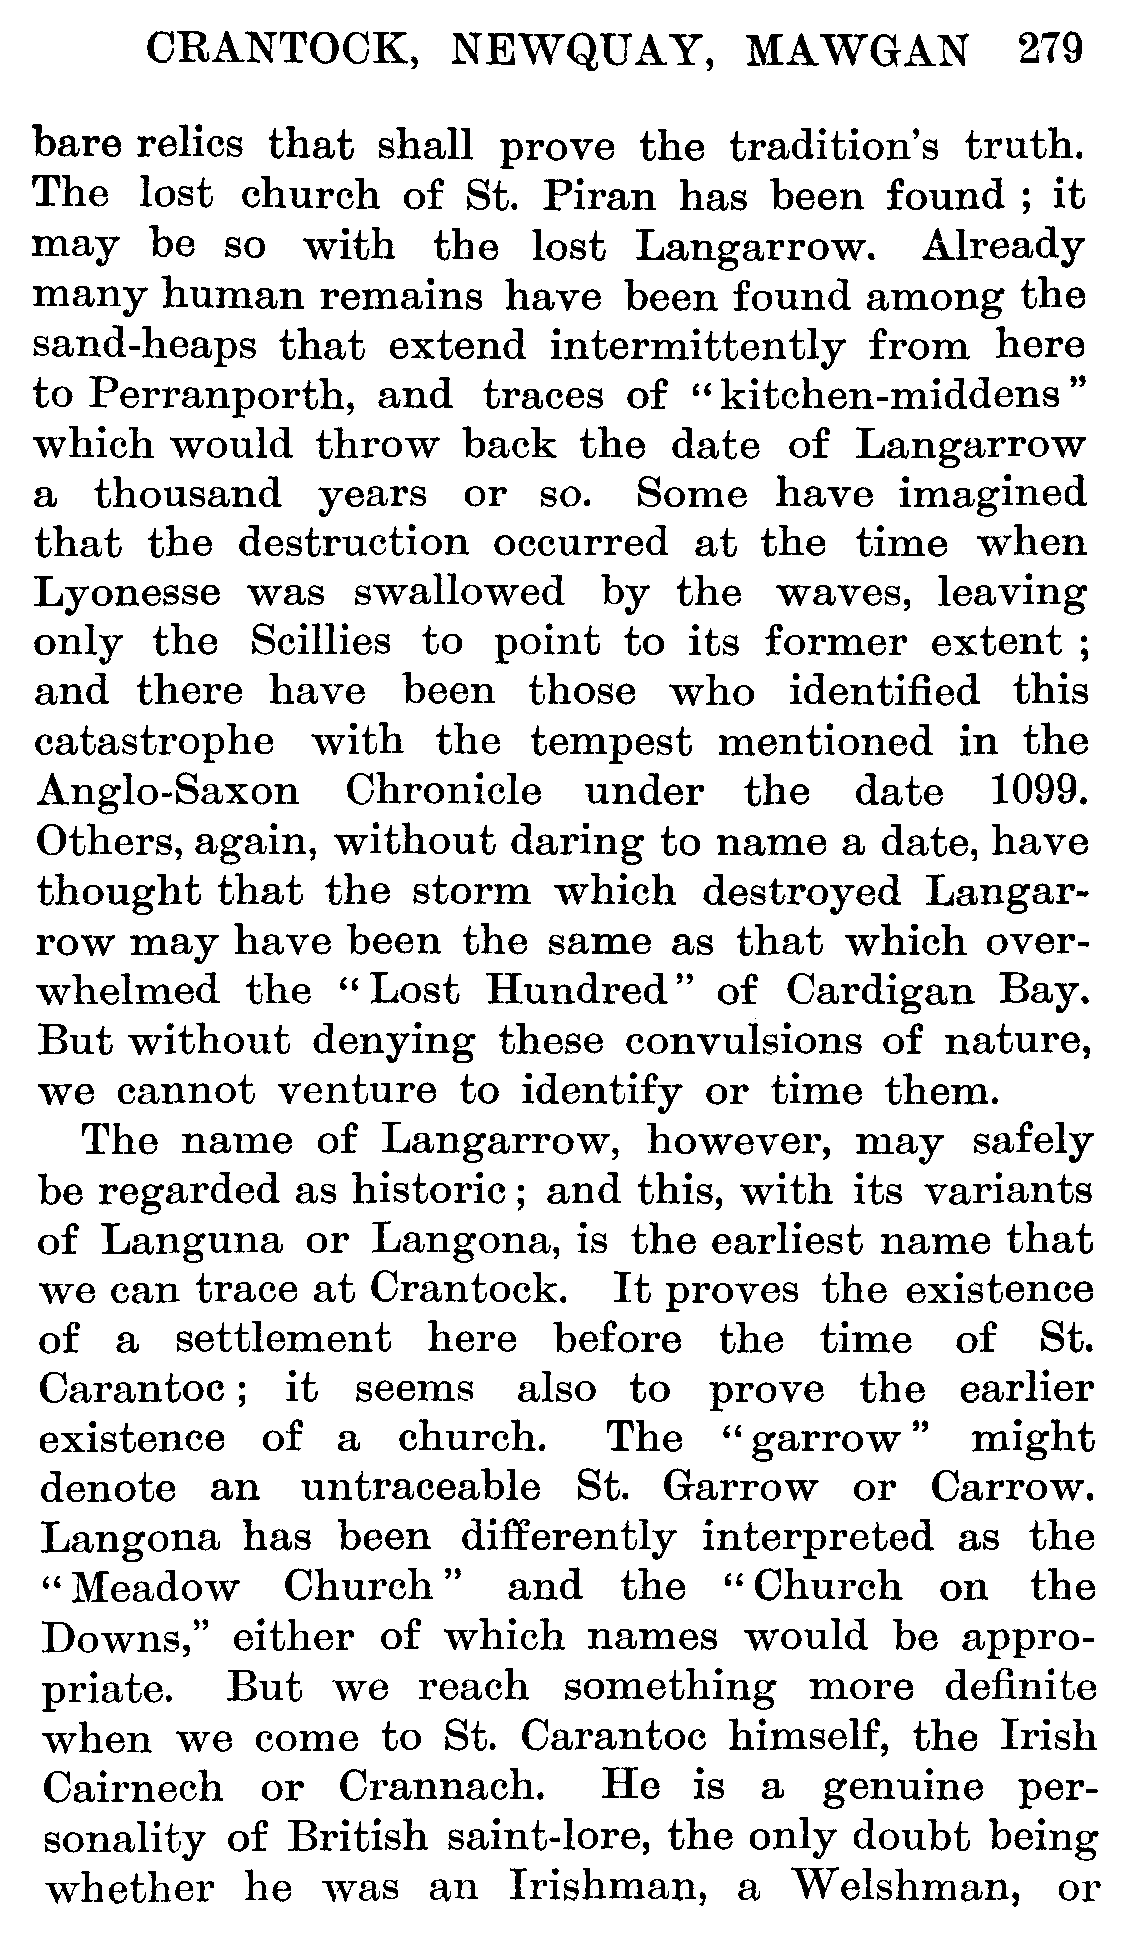 CRANTOCK, NEWQUAY, MAWGAN 279
bare relics that shall prove the tradition's truth.
The lost church of St. Piran has been found ; it
may be so with the lost Langarrow. Already
many human remains have been found among the
sand-heaps that extend intermittently from here
to Perranporth, and traces of “kitchen-middens”
which would throw back the date of Langarrow
a thousand years or so. Some have imagined
that the destruction occurred at the time when
Lyonesse was swallowed by the waves, leaving
only the Scillies to point to its former extent ;
and there have been those who identified this
catastrophe with the tempest mentioned in the
Anglo-Saxon Chronicle under the date 1099.
Others, again, without daring to name a date, have
thought that the storm which destroyed Langar-
row may have been the same as that which over-
whelmed the “Lost Hundred” of Cardigan Bay.
But without denying these convulsions of nature,
we cannot venture to identify or time them.
The name of Langarrow, however, may safely
be regarded as historic ; and this, with its variants
of Languna or Langona, is the earliest name that
we can trace at Crantock. It proves the existence
of a settlement here before the time of St.
Carantoc ; it seems also to prove the earlier
existence of a church. The “garrow” might
denote an untraceable St. Garrow or Carrow.
Langona has been differently interpreted as the
“Meadow Church” and the “Church on the
Downs,” either of which names would be appro-
priate. But we reach something more definite
when we come to St. Carantoc himself, the Irish
Cairnech or Crannach. He is a genuine per-
sonality of British saint-lore, the only doubt being
whether he was an Irishman, a Welshman, or